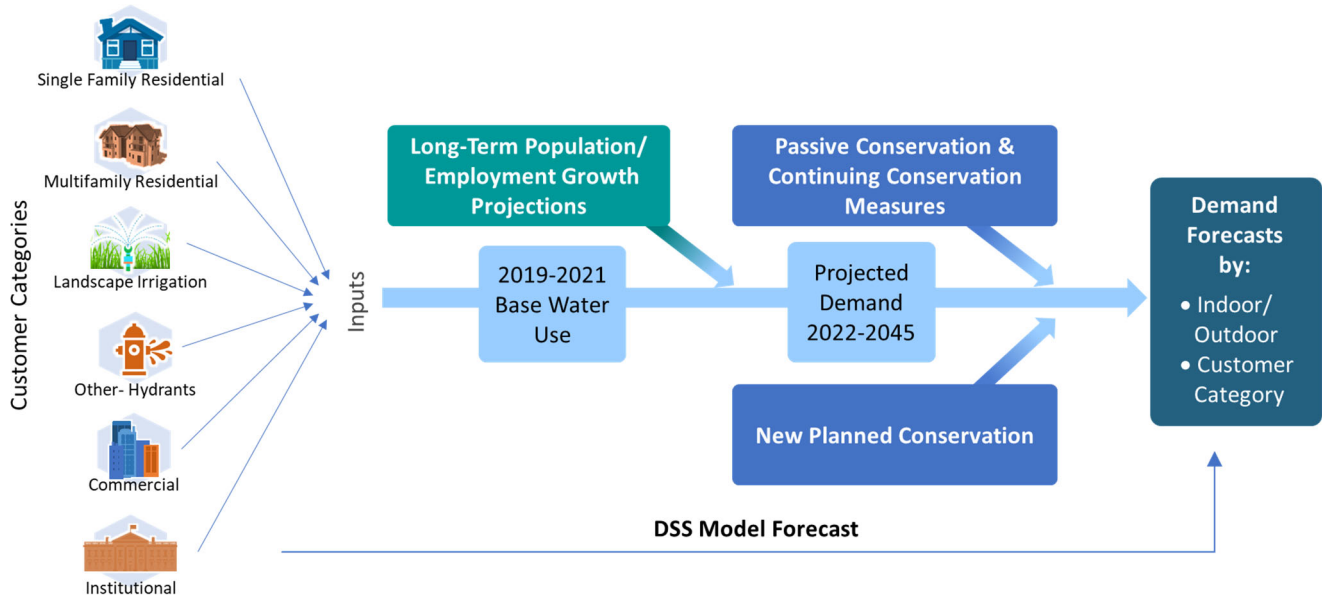 Customer Categories
Single Family Residential
Multifamily Residential
Landscape Irrigation
Other- Hydrants
Commercial
Institutional
Inputs
Long-Term Population/
Employment Growth
Projections
2019-2021
Base Water
Use
Passive Conservation &
Continuing Conservation
Measures
Projected
Demand
2022-2045
New Planned Conservation
Demand
Forecasts
by:
• Indoor/
Outdoor
• Customer
Category
DSS Model Forecast